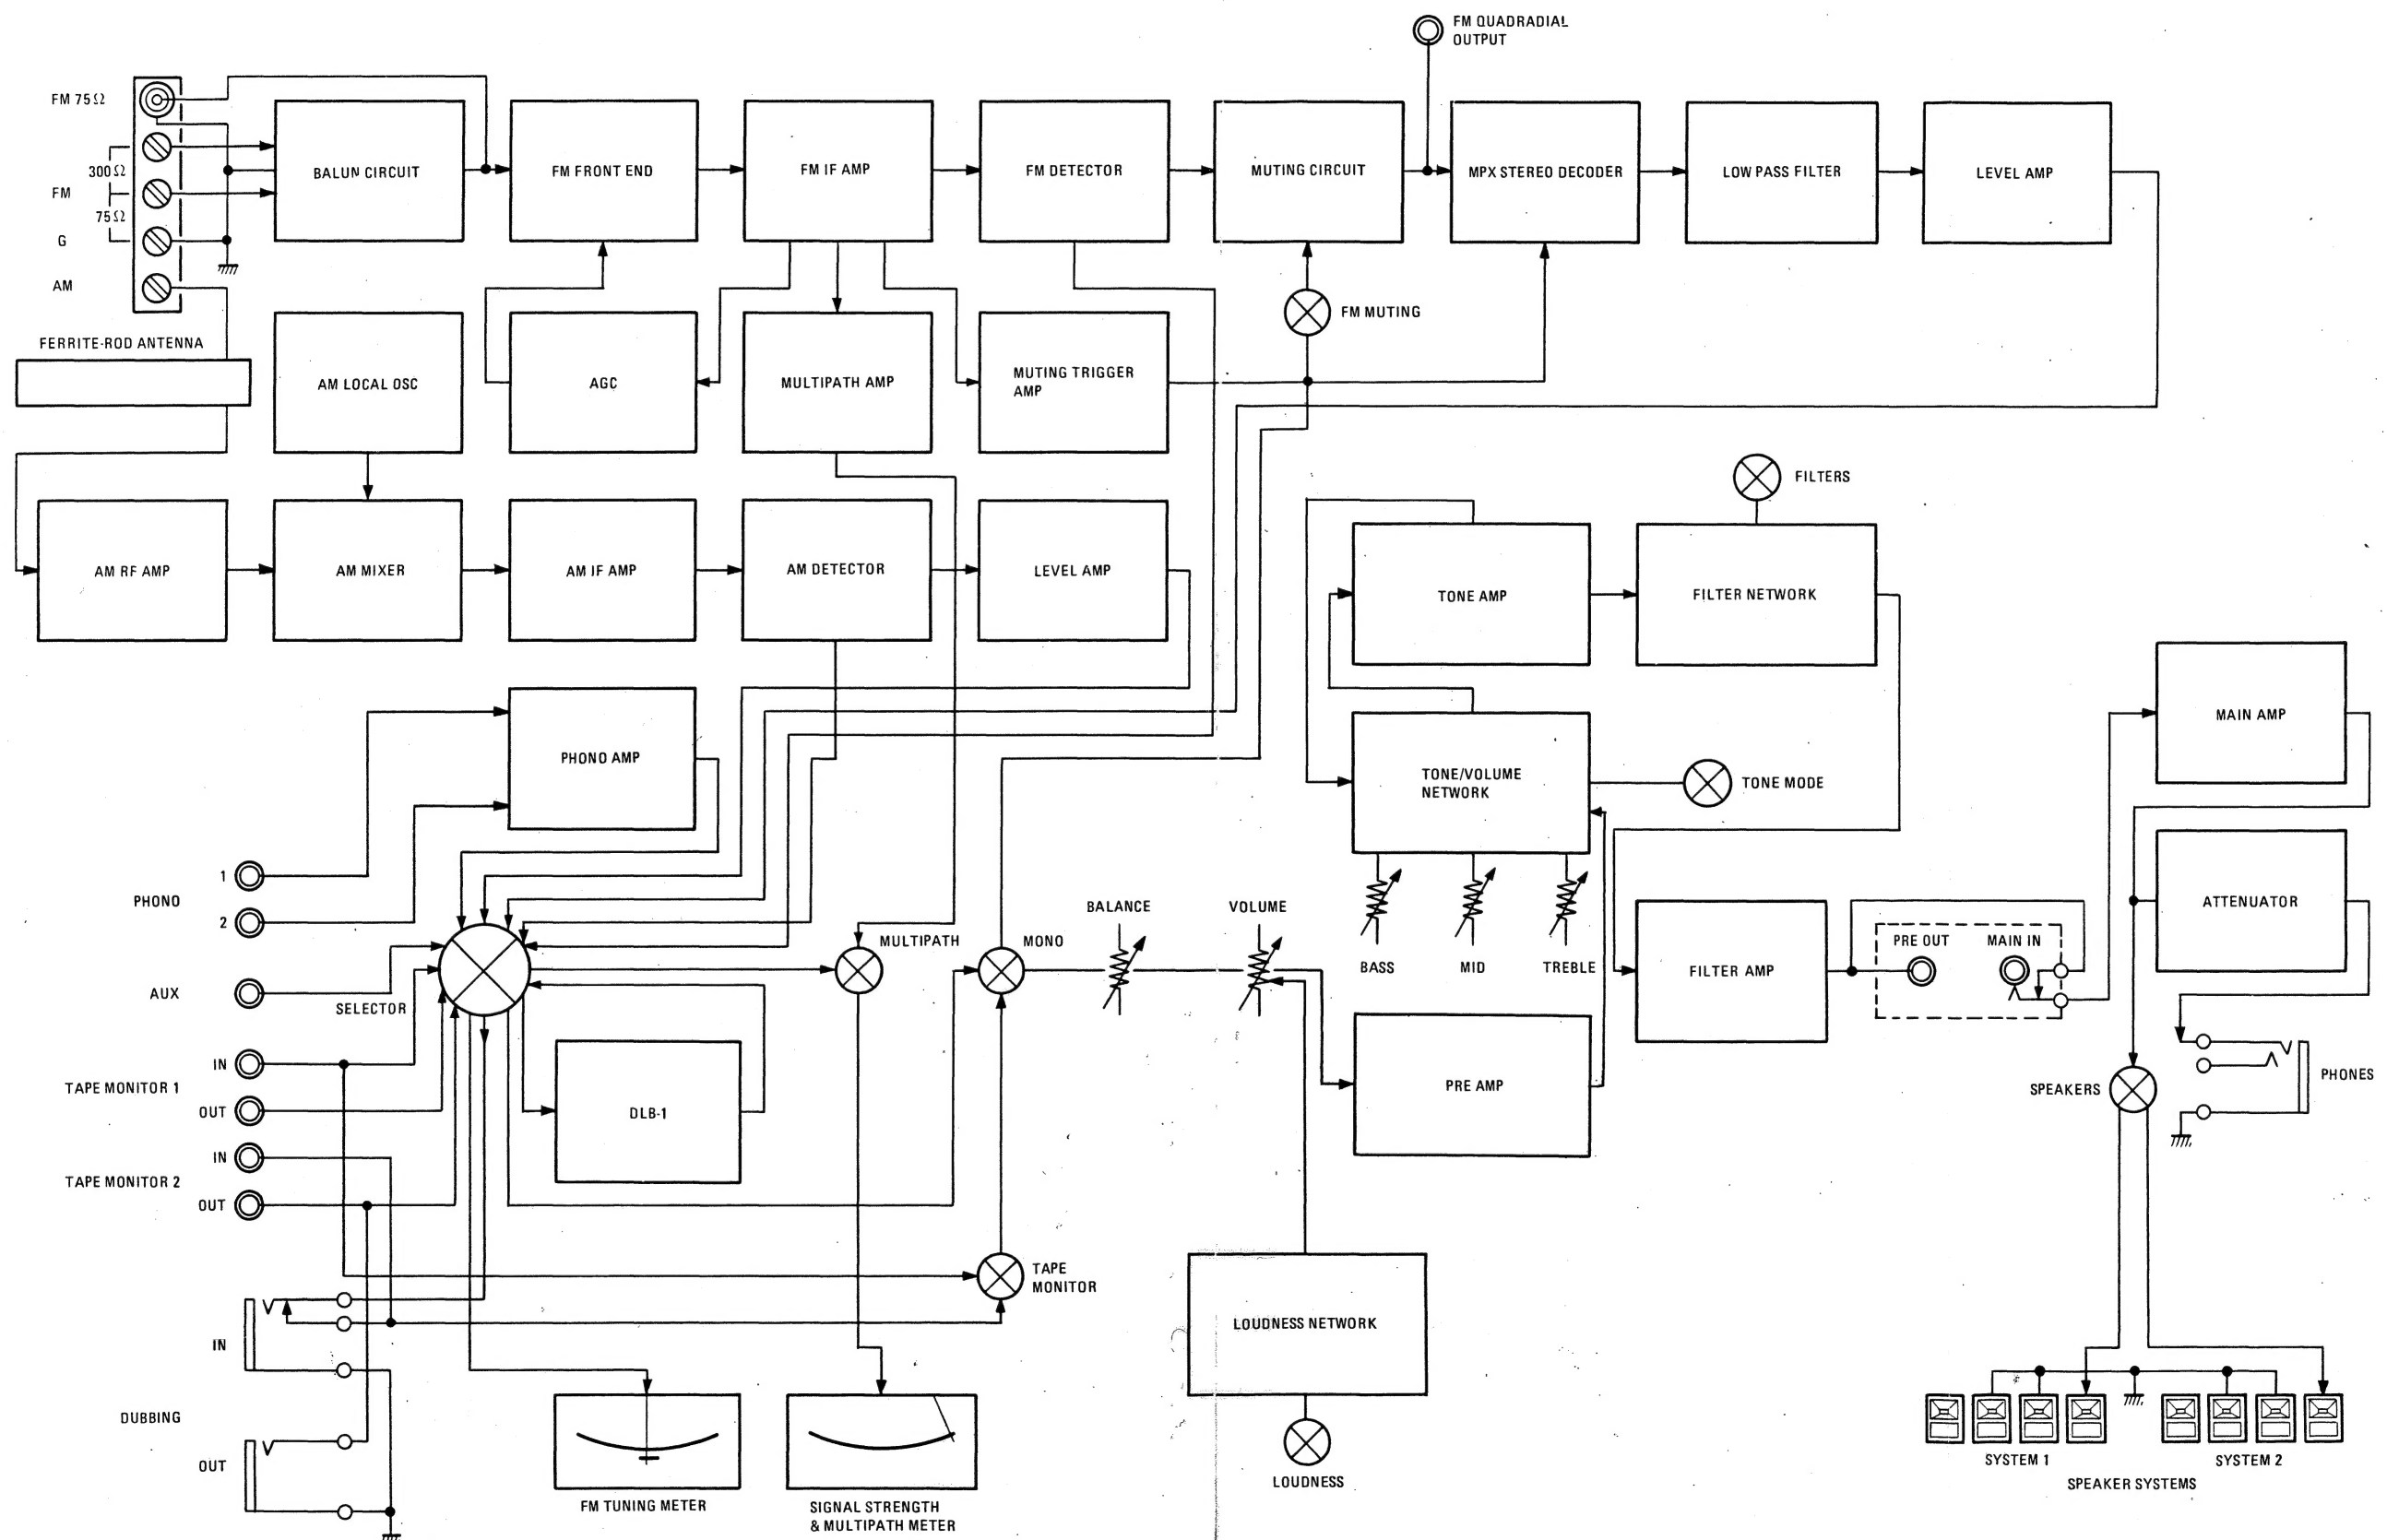 FM QUADRADIAL
OUTPUT
FM 75Ω
300Ω
FM
75Ω
G
AM
BALUN CIRCUIT
FM FRONT END
FM IF AMP
FM DETECTOR
MUTING CIRCUIT
MPX STEREO DECODER
LOW PASS FILTER
LEVEL AMP
FM MUTING
FERRITE-ROD ANTENNA
AM LOCAL OSC
AGC
MULTIPATH AMP
MUTING TRIGGER
AMP
FILTERS
AM RF AMP
AM MIXER
AM IF AMP
AM DETECTOR
LEVEL AMP
TONE AMP
FILTER NETWORK
MAIN AMP
PHONO AMP
TONE/VOLUME
NETWORK
TONE MODE
1
PHONO
2
BALANCE
VOLUME
ATTENUATOR
MULTIPATH
MONO
BASS
MID
TREBLE
FILTER AMP
PRE OUT
MAIN IN
AUX
SELECTOR
IN
TAPE MONITOR 1
OUT
IN
TAPE MONITOR 2
OUT
DLB-1
PRE AMP
SPEAKERS
PHONES
TAPE
MONITOR
LOUDNESS NETWORK
IN
DUBBING
OUT
FM TUNING METER
SIGNAL STRENGTH
& MULTIPATH METER
LOUDNESS
SYSTEM 1
SYSTEM 2
SPEAKER SYSTEMS